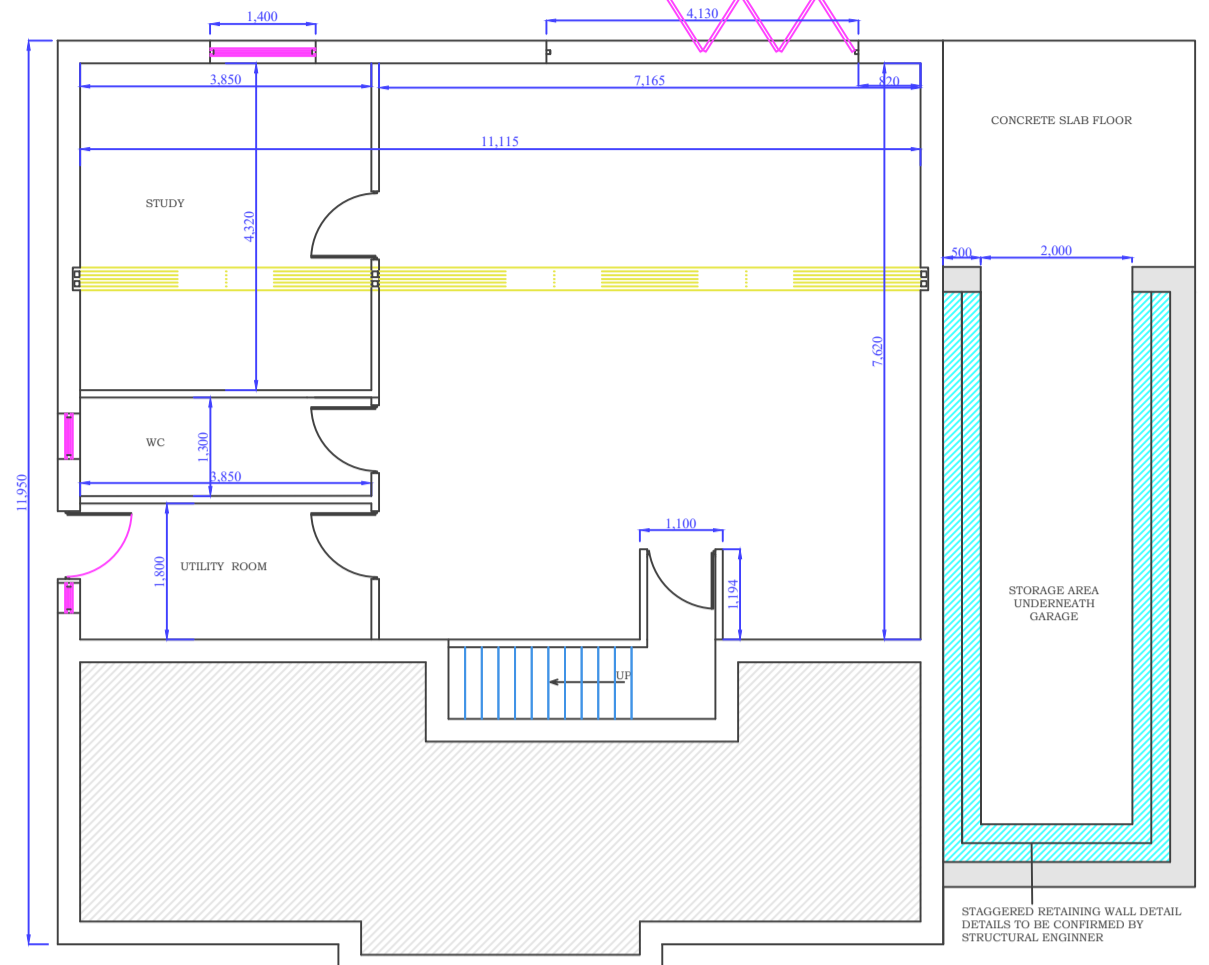 1,400
4,130
3,850
7,165
820
CONCRETE SLAB FLOOR
11,115
STUDY
4,320
500
2,000
7,620
WC
1,300
3,850
11,950
1,100
UTILITY ROOM
1,800
1,194
STORAGE AREA
UNDERNEATH
GARAGE
UP
STAGGERED RETAINING WALL DETAIL
DETAILS TO BE CONFIRMED BY
STRUCTURAL ENGINNER